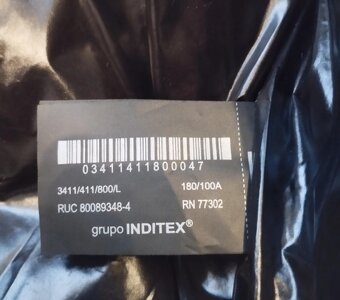 03411411800047
3411/411/800/L 180/100A
RUC 80089348-4 RN 77302
grupo INDITEX®